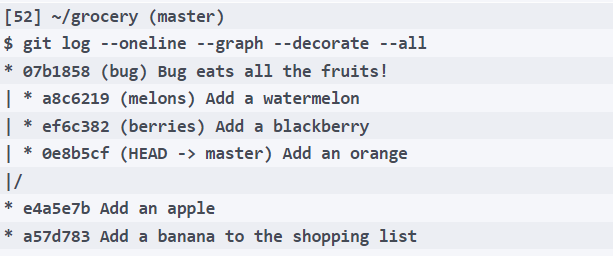 [52] ~/grocery (master)
$ git log --oneline --graph --decorate --all
* 07b1858 (bug) Bug eats all the fruits!
| * a8c6219 (melons) Add a watermelon
| * ef6c382 (berries) Add a blackberry
| * 0e8b5cf (HEAD -> master) Add an orange
|/
* e4a5e7b Add an apple
* a57d783 Add a banana to the shopping list